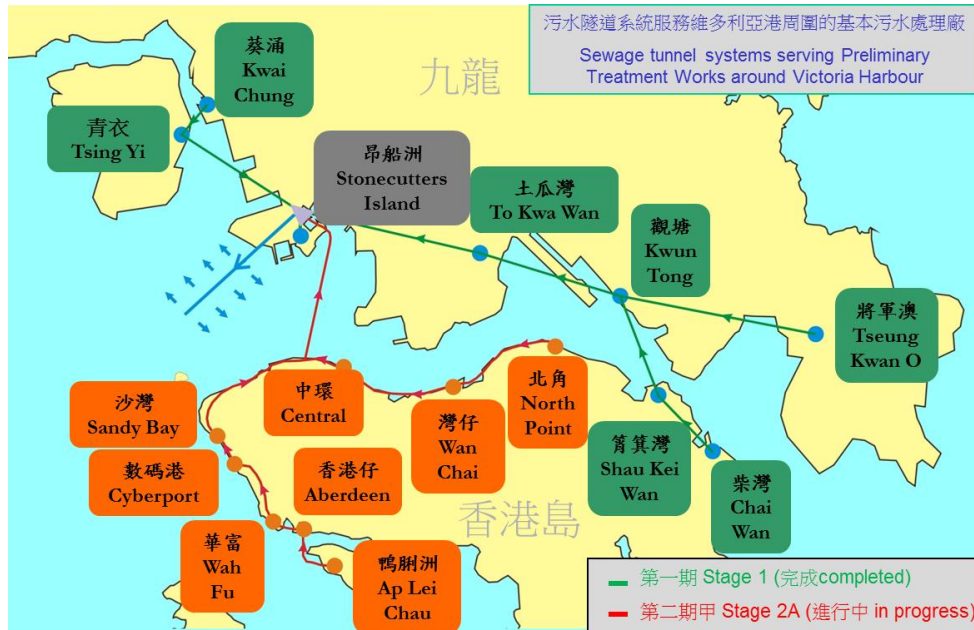 污水隧道系統服務維多利亞港周圍的基本污水處理廠
Sewage tunnel systems serving Preliminary
Treatment Works around Victoria Harbour
葵涌
Kwai
Chung
九龍
青衣
Tsing Yi
昂船洲
Stonecutters
Island
土瓜灣
To Kwa Wan
觀塘
Kwun
Tong
將軍澳
Tseung
Kwan O
中環
Central
北角
North
Point
沙灣
Sandy Bay
灣仔
Wan
Chai
筲箕灣
Shau Kei
Wan
柴灣
Chai
Wan
數碼港
Cyberport
香港仔
Aberdeen
香港島
華富
Wah
Fu
鴨脷洲
Ap Lei
Chau
第一期 Stage 1 (完成completed)
第二期甲 Stage 2A (進行中 in progress)